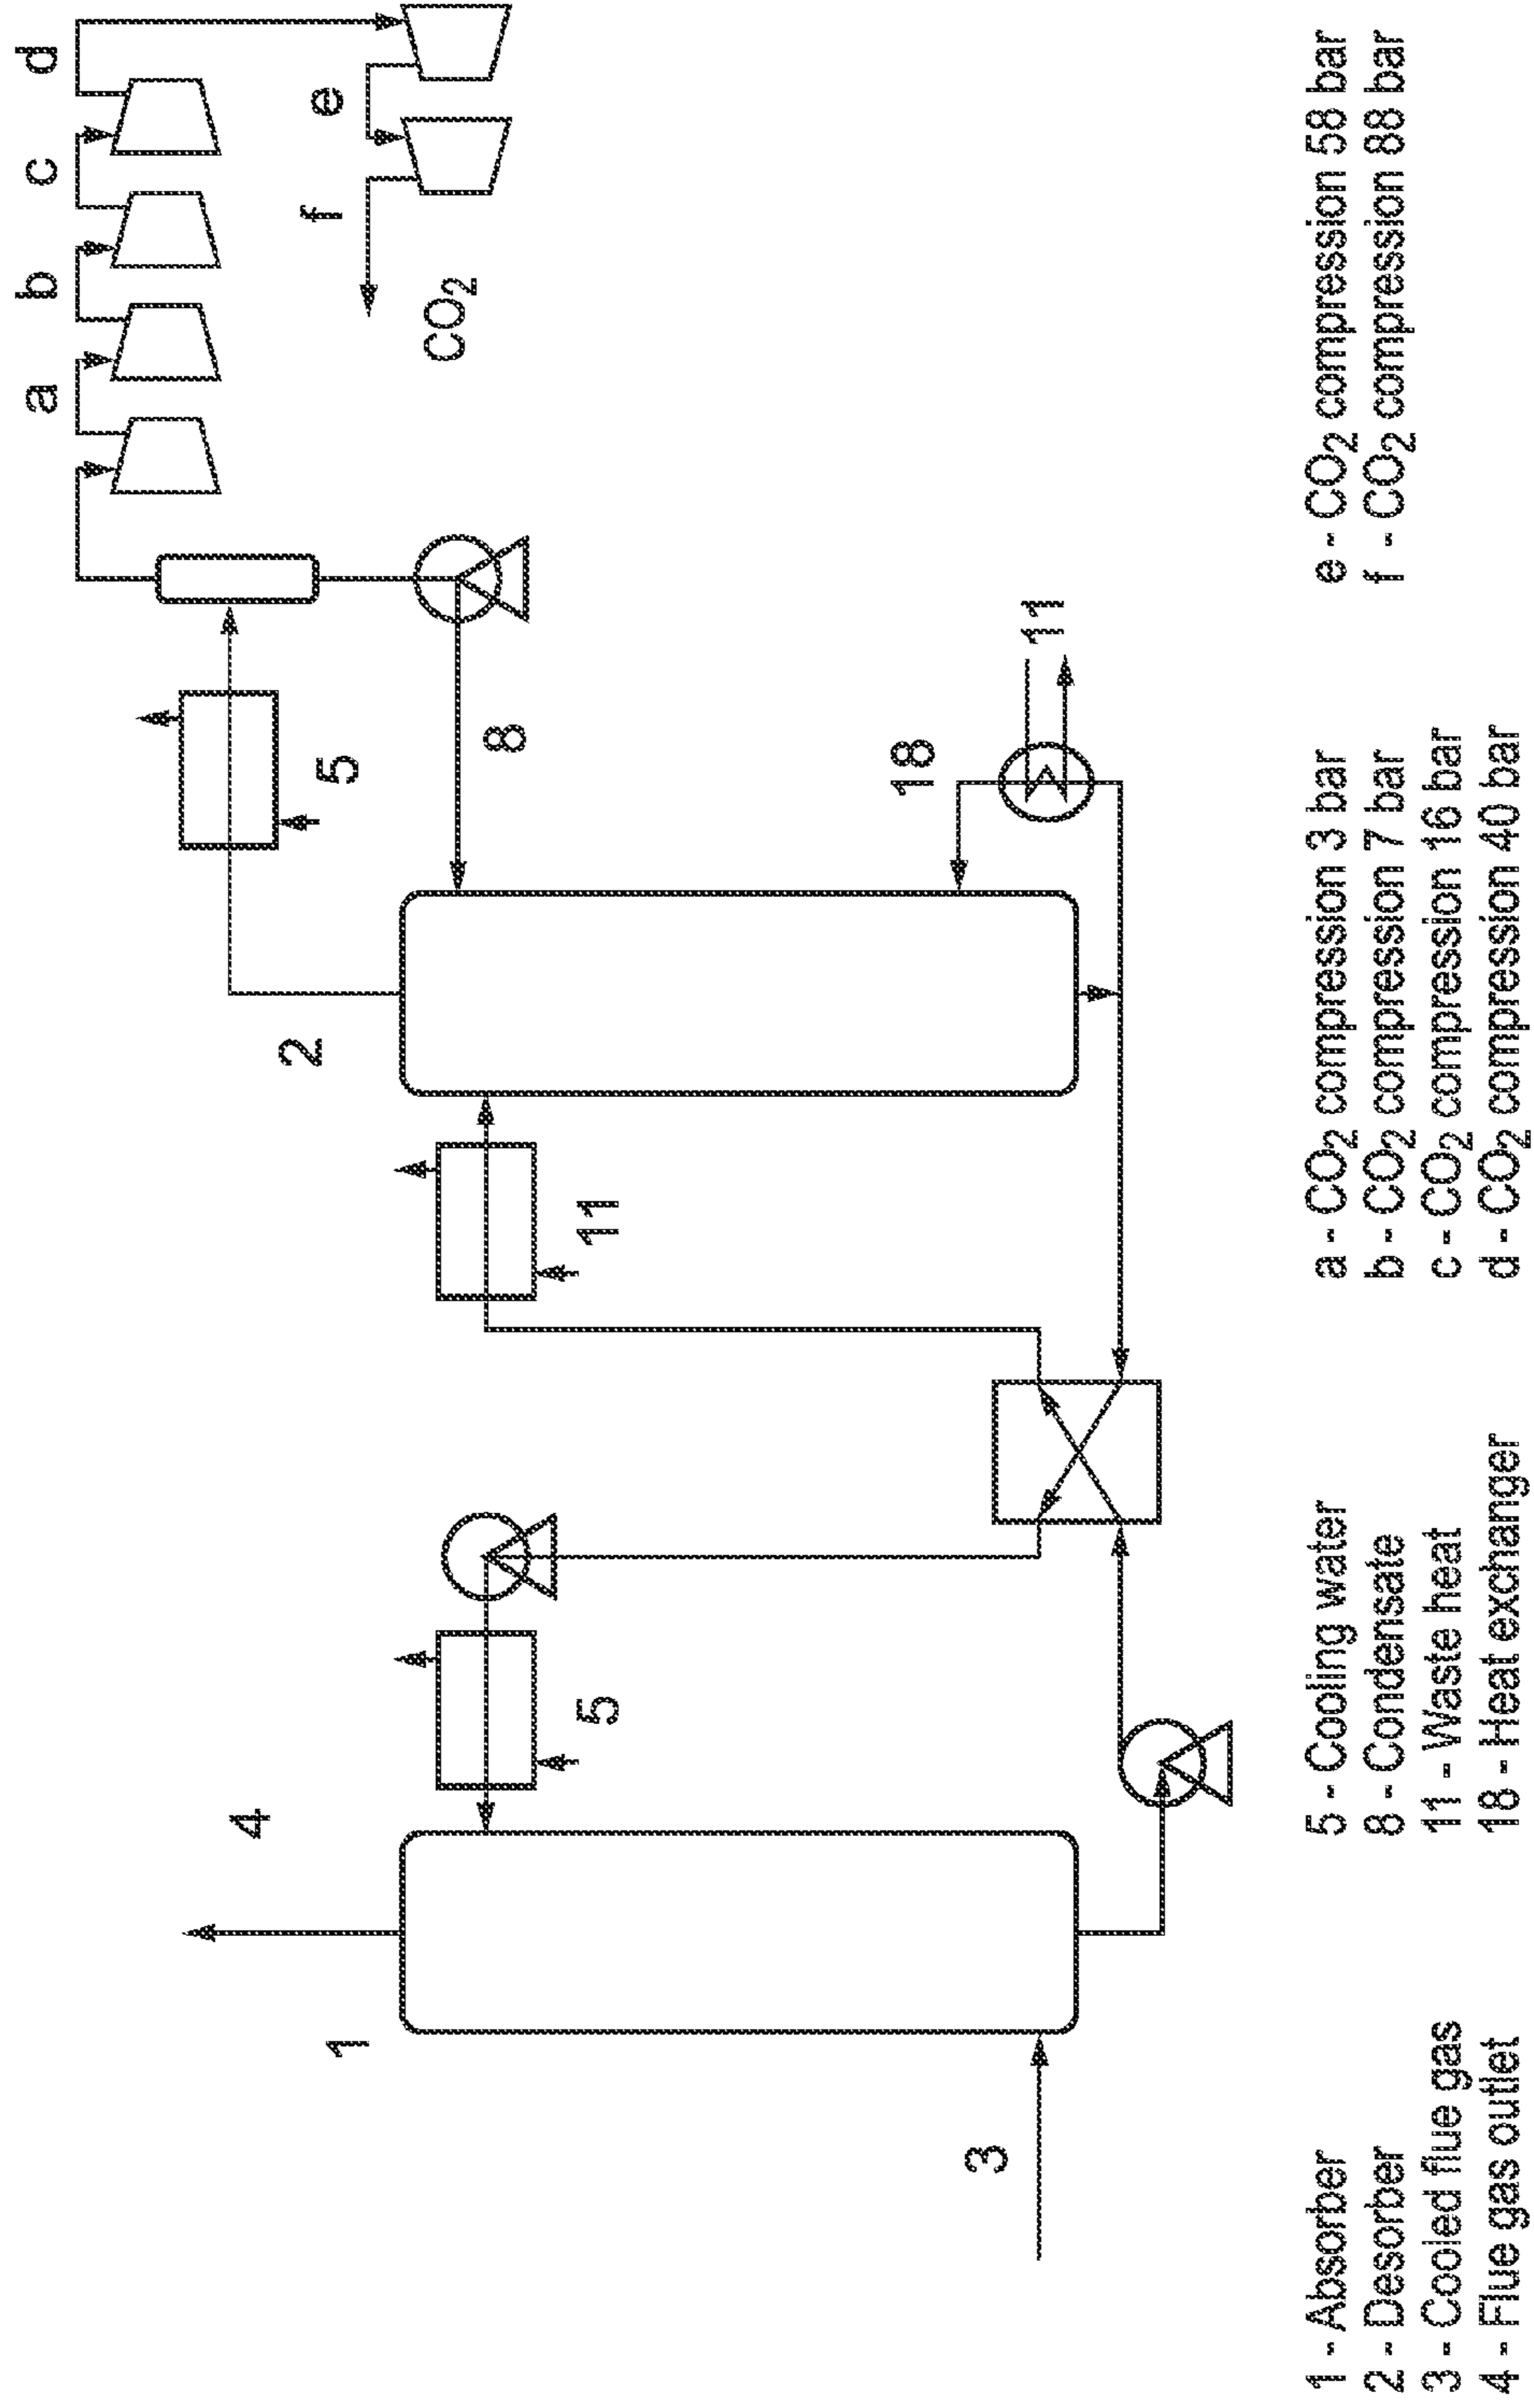 a
b
c
d
e
f
CO2
5
8
2
18
11
11
5
4
1
3
1 - Absorber
2 - Desorber
3 - Cooled flue gas
4 - Flue gas outlet
5 - Cooling water
8 - Condensate
11 - Waste heat
18 - Heat exchanger
a - CO2 compression 3 bar
b - CO2 compression 7 bar
c - CO2 compression 16 bar
d - CO2 compression 40 bar
e - CO2 compression 58 bar
f - CO2 compression 88 bar